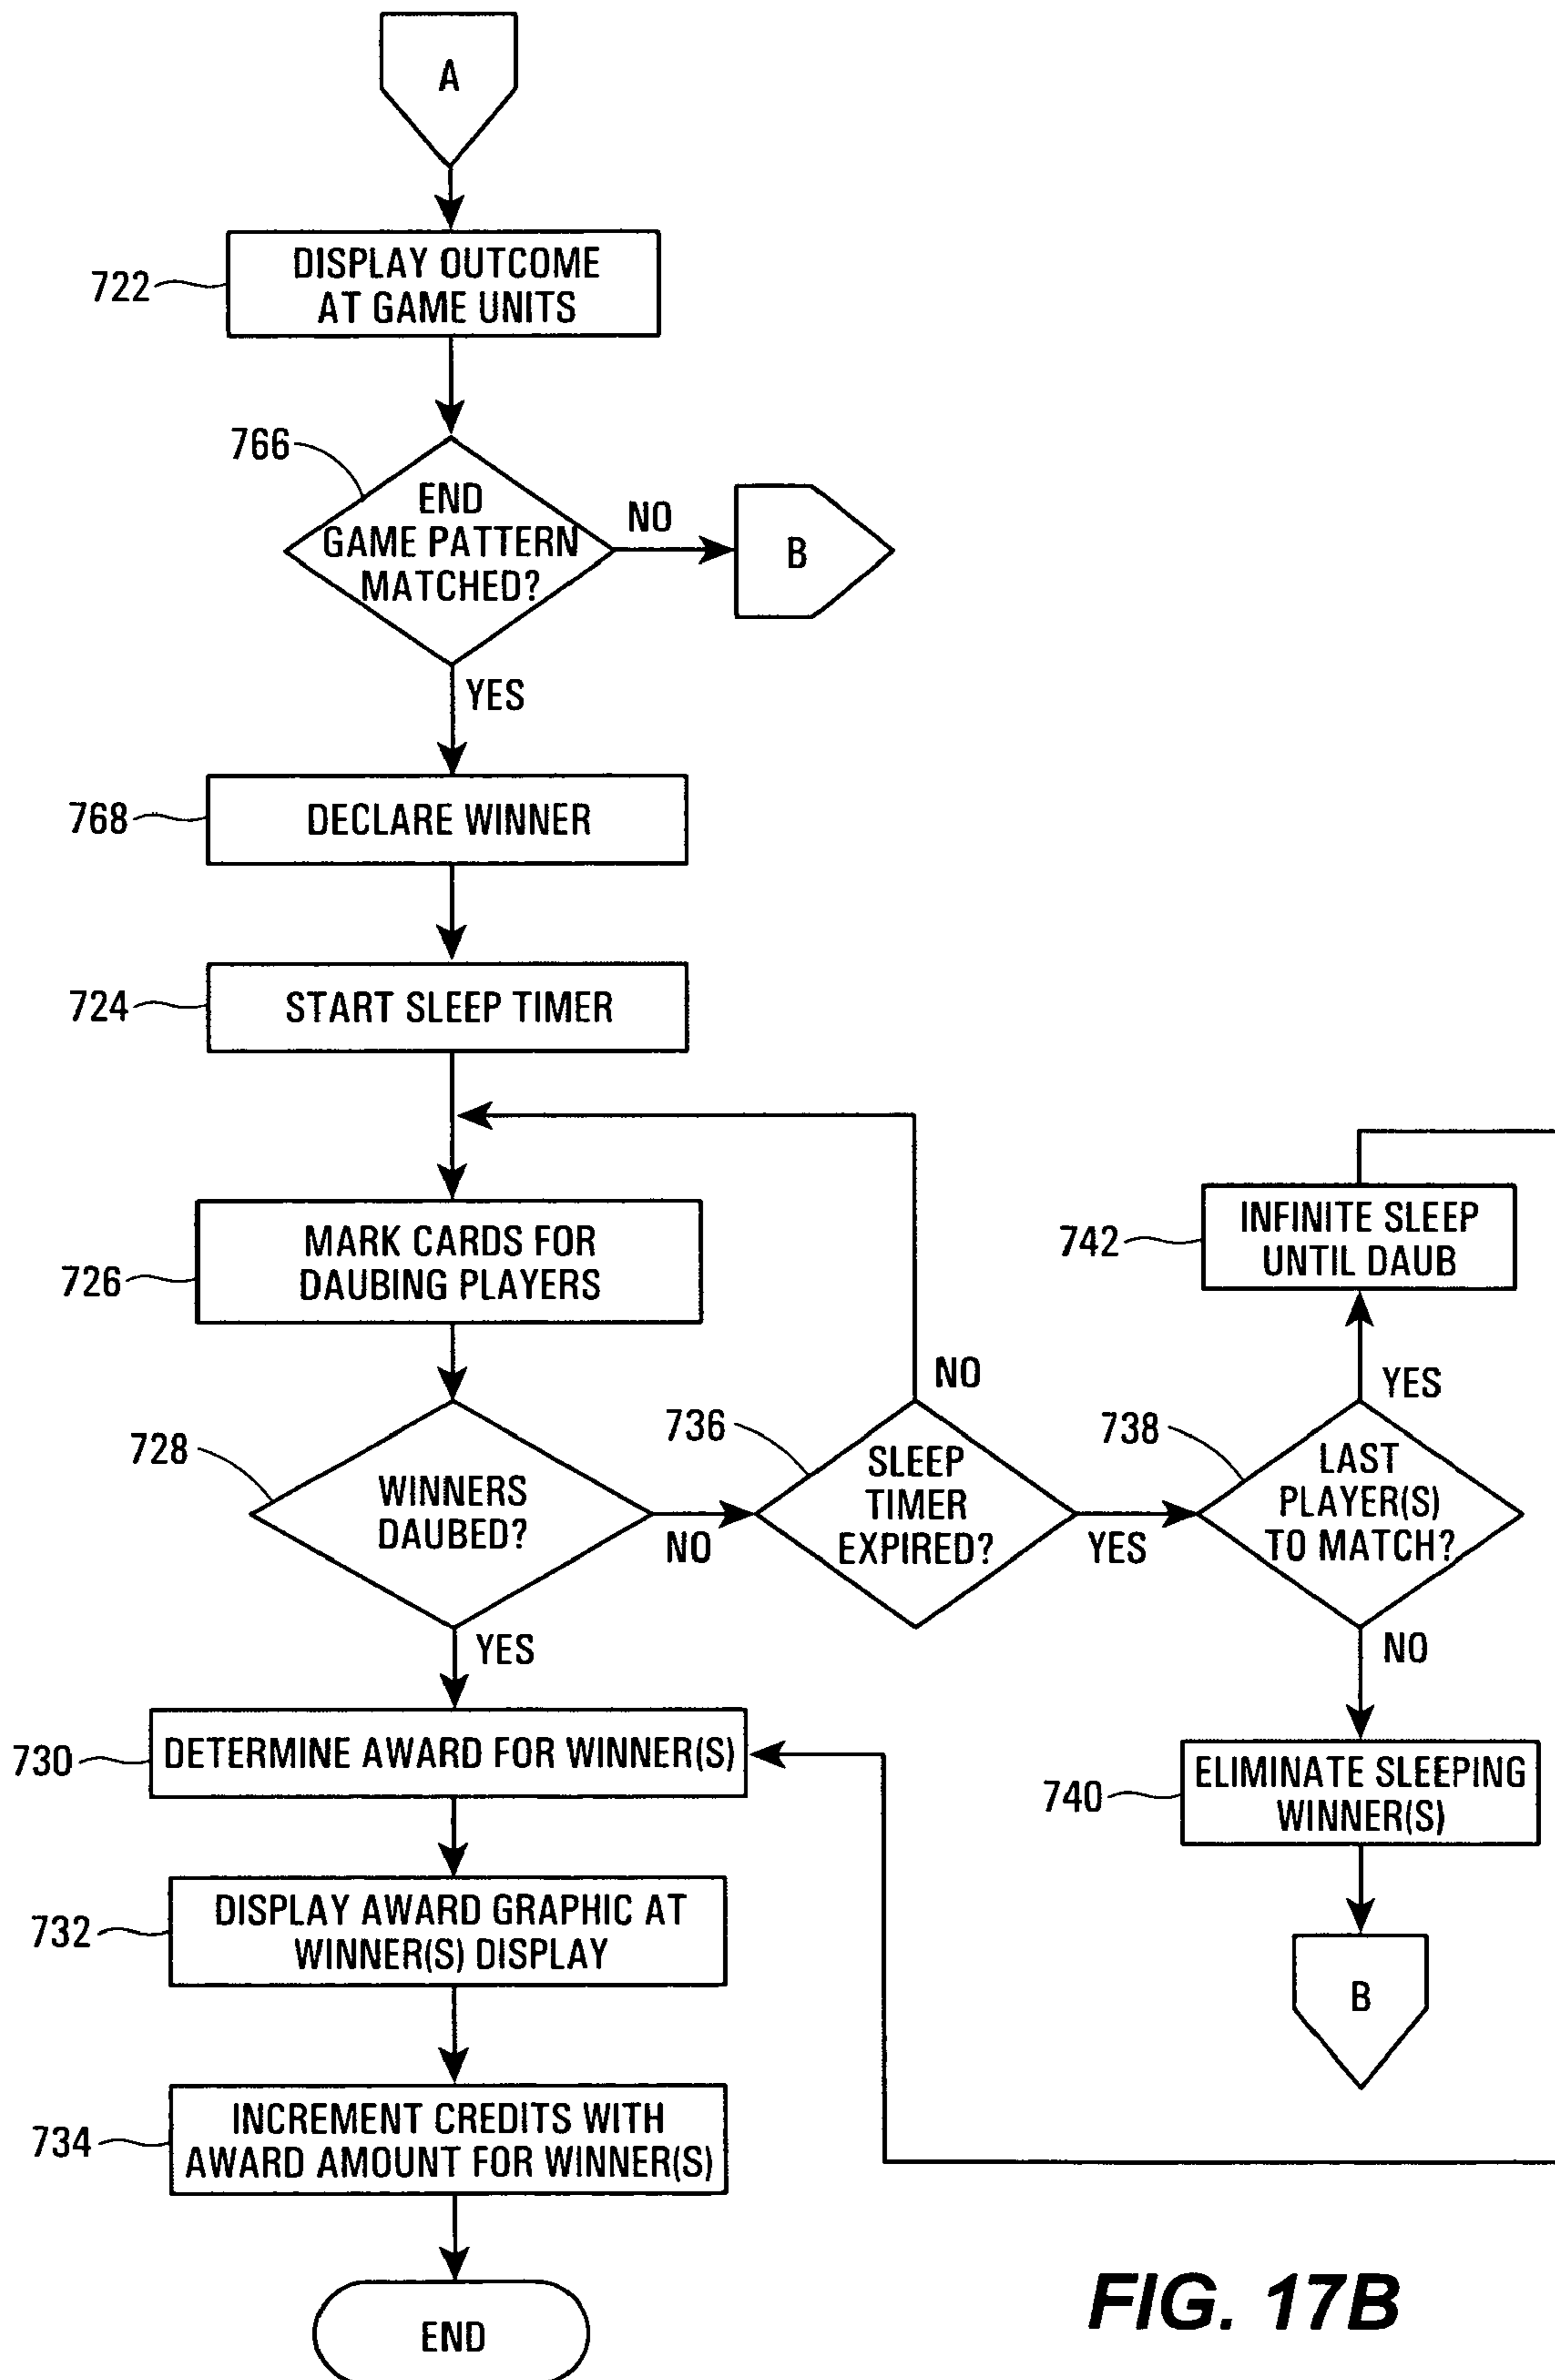 A
722
DISPLAY OUTCOME
AT GAME UNITS
766
END
GAME PATTERN
MATCHED?
NO
B
YES
768
DECLARE WINNER
724
START SLEEP TIMER
726
MARK CARDS FOR
DAUBING PLAYERS
742
INFINITE SLEEP
UNTIL DAUB
728
WINNERS
DAUBED?
NO
YES
736
SLEEP
TIMER
EXPIRED?
NO
YES
738
LAST
PLAYER(S)
TO MATCH?
YES
NO
730
DETERMINE AWARD FOR WINNER(S)
740
ELIMINATE SLEEPING
WINNER(S)
732
DISPLAY AWARD GRAPHIC AT
WINNER(S) DISPLAY
B
734
INCREMENT CREDITS WITH
AWARD AMOUNT FOR WINNER(S)
END
FIG. 17B